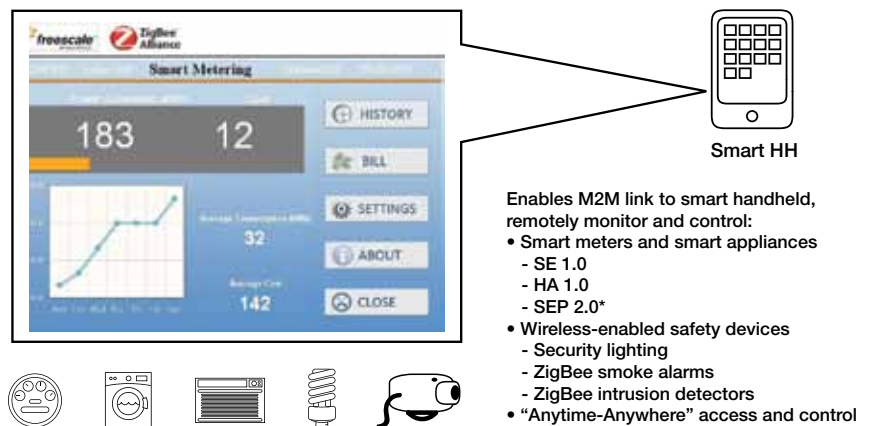 freescale
ZigBee
Alliance
Smart Metering
183
12
HISTORY
BILL
SETTINGS
ABOUT
CLOSE
32
Average Cost
142
Smart HH
Enables M2M link to smart handheld,
remotely monitor and control:
• Smart meters and smart appliances
- SE 1.0
- HA 1.0
- SEP 2.0*
• Wireless-enabled safety devices
- Security lighting
- ZigBee smoke alarms
- ZigBee intrusion detectors
• “Anytime-Anywhere” access and control